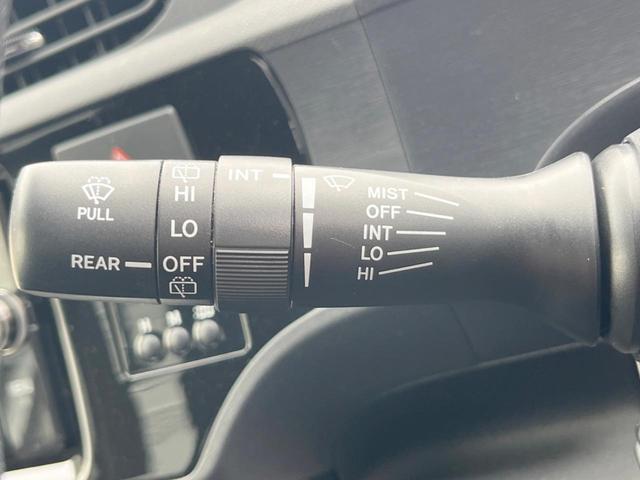 PULL
REAR
HI
LO
OFF
INT
MIST
OFF
INT
LO
HI